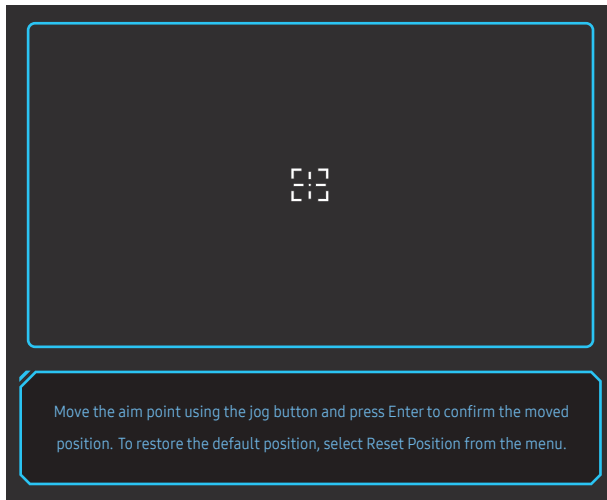 Move the aim point using the jog button and press Enter to confirm the moved
position. To restore the default position, select Reset Position from the menu.